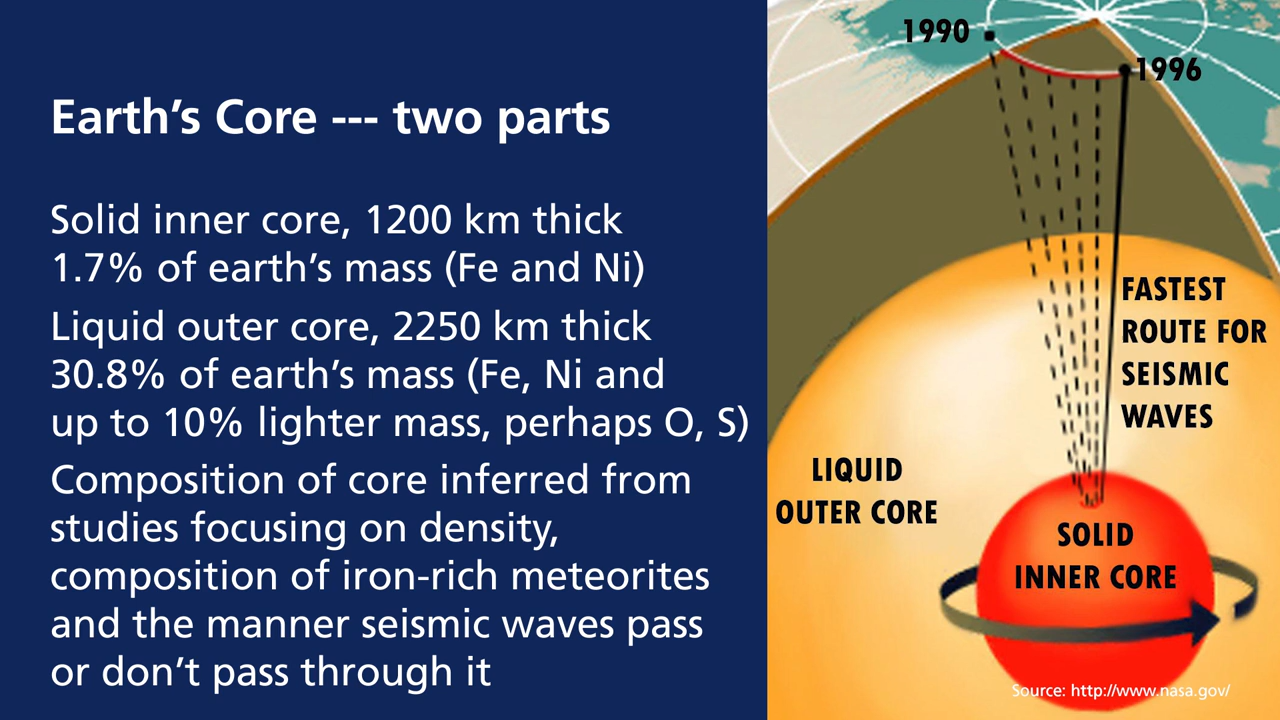 Earth's Core --- two parts
Solid inner core, 1200 km thick
1.7% of earth's mass (Fe and Ni)
Liquid outer core, 2250 km thick
30.8% of earth's mass (Fe, Ni and
up to 10% lighter mass, perhaps O, S)
Composition of core inferred from
studies focusing on density,
composition of iron-rich meteorites
and the manner seismic waves pass
or don't pass through it
1990
1996
FASTEST
ROUTE FOR
SEISMIC
WAVES
LIQUID
OUTER CORE
SOLID
INNER CORE
Source: http://www.nasa.gov/